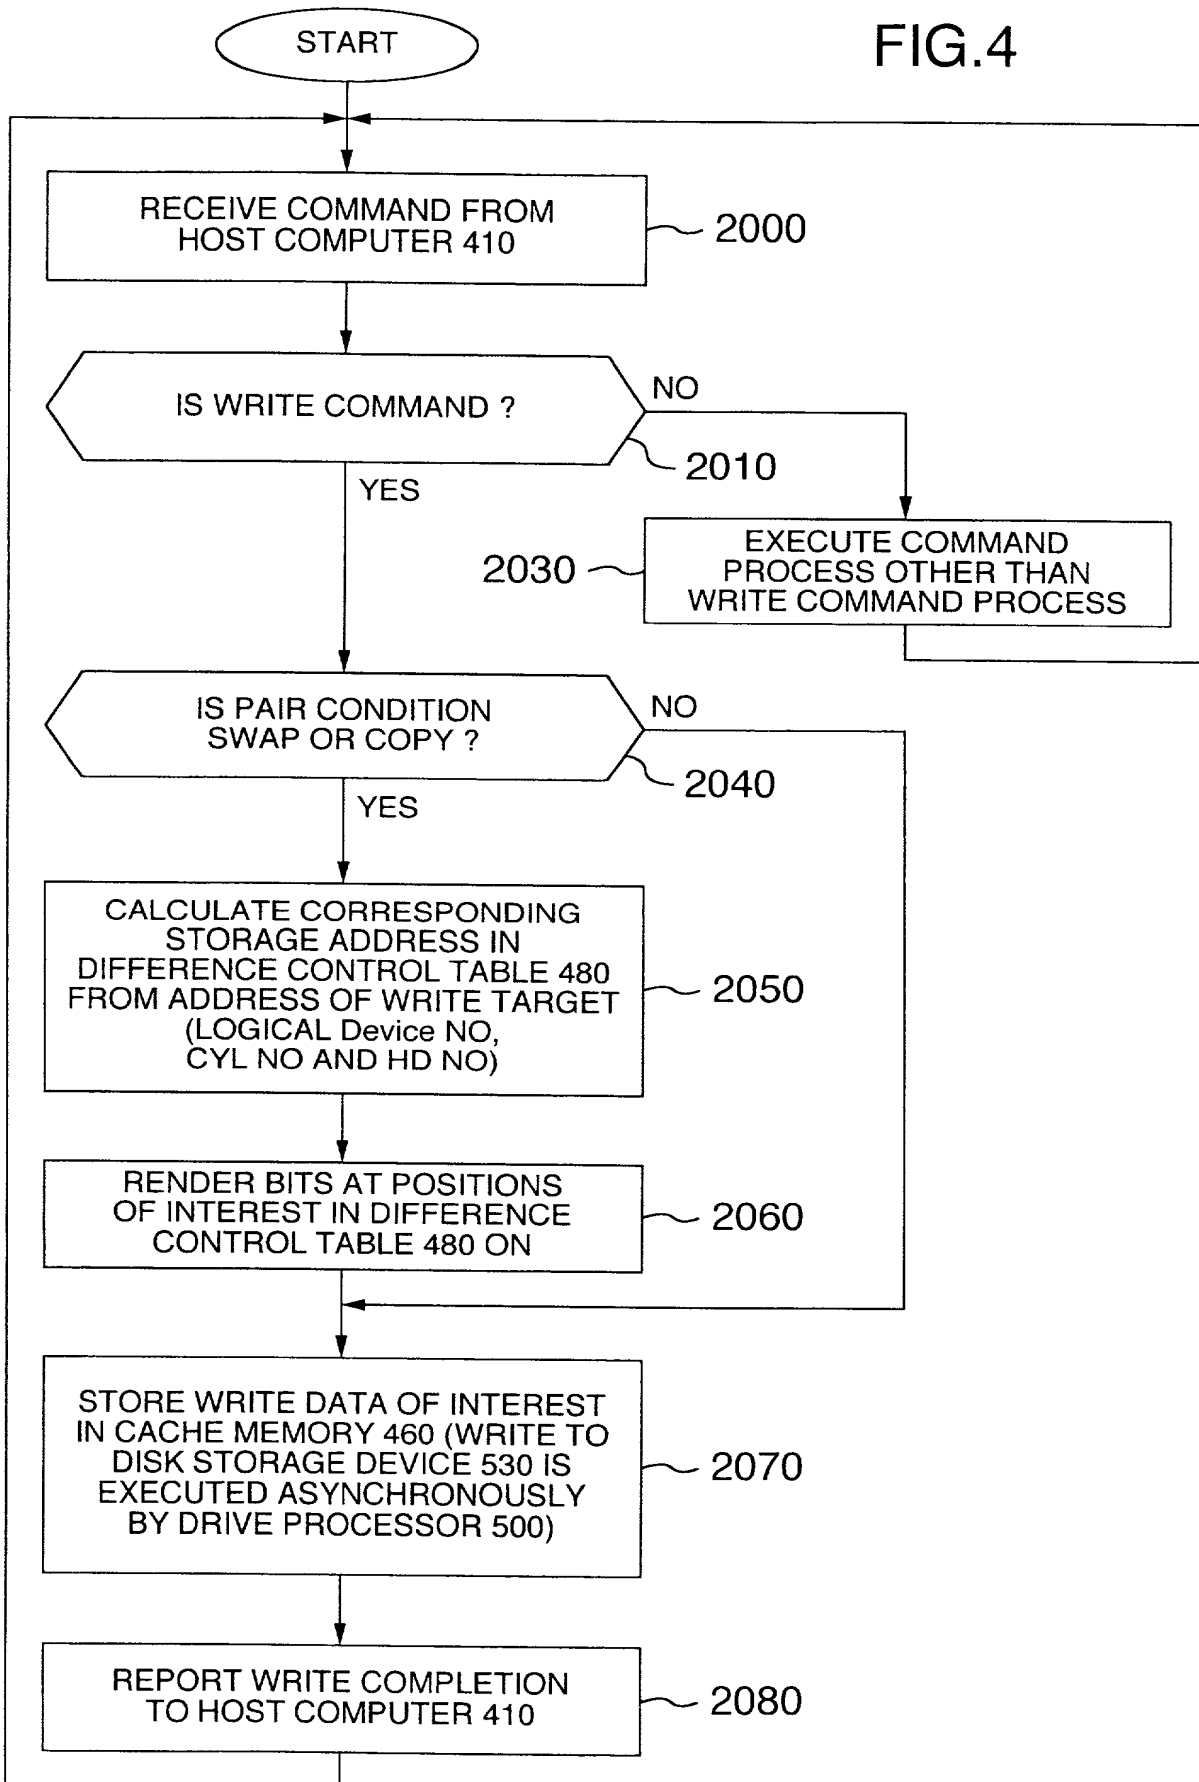 START
FIG.4
RECEIVE COMMAND FROM
HOST COMPUTER 410
2000
IS WRITE COMMAND ?
NO
2010
YES
EXECUTE COMMAND
PROCESS OTHER THAN
WRITE COMMAND PROCESS
2030
IS PAIR CONDITION
SWAP OR COPY ?
NO
2040
YES
CALCULATE CORRESPONDING
STORAGE ADDRESS IN
DIFFERENCE CONTROL TABLE 480
FROM ADDRESS OF WRITE TARGET
(LOGICAL Device NO,
CYL NO AND HD NO)
2050
RENDER BITS AT POSITIONS
OF INTEREST IN DIFFERENCE
CONTROL TABLE 480 ON
2060
STORE WRITE DATA OF INTEREST
IN CACHE MEMORY 460 (WRITE TO
DISK STORAGE DEVICE 530 IS
EXECUTED ASYNCHRONOUSLY
BY DRIVE PROCESSOR 500)
2070
REPORT WRITE COMPLETION
TO HOST COMPUTER 410
2080